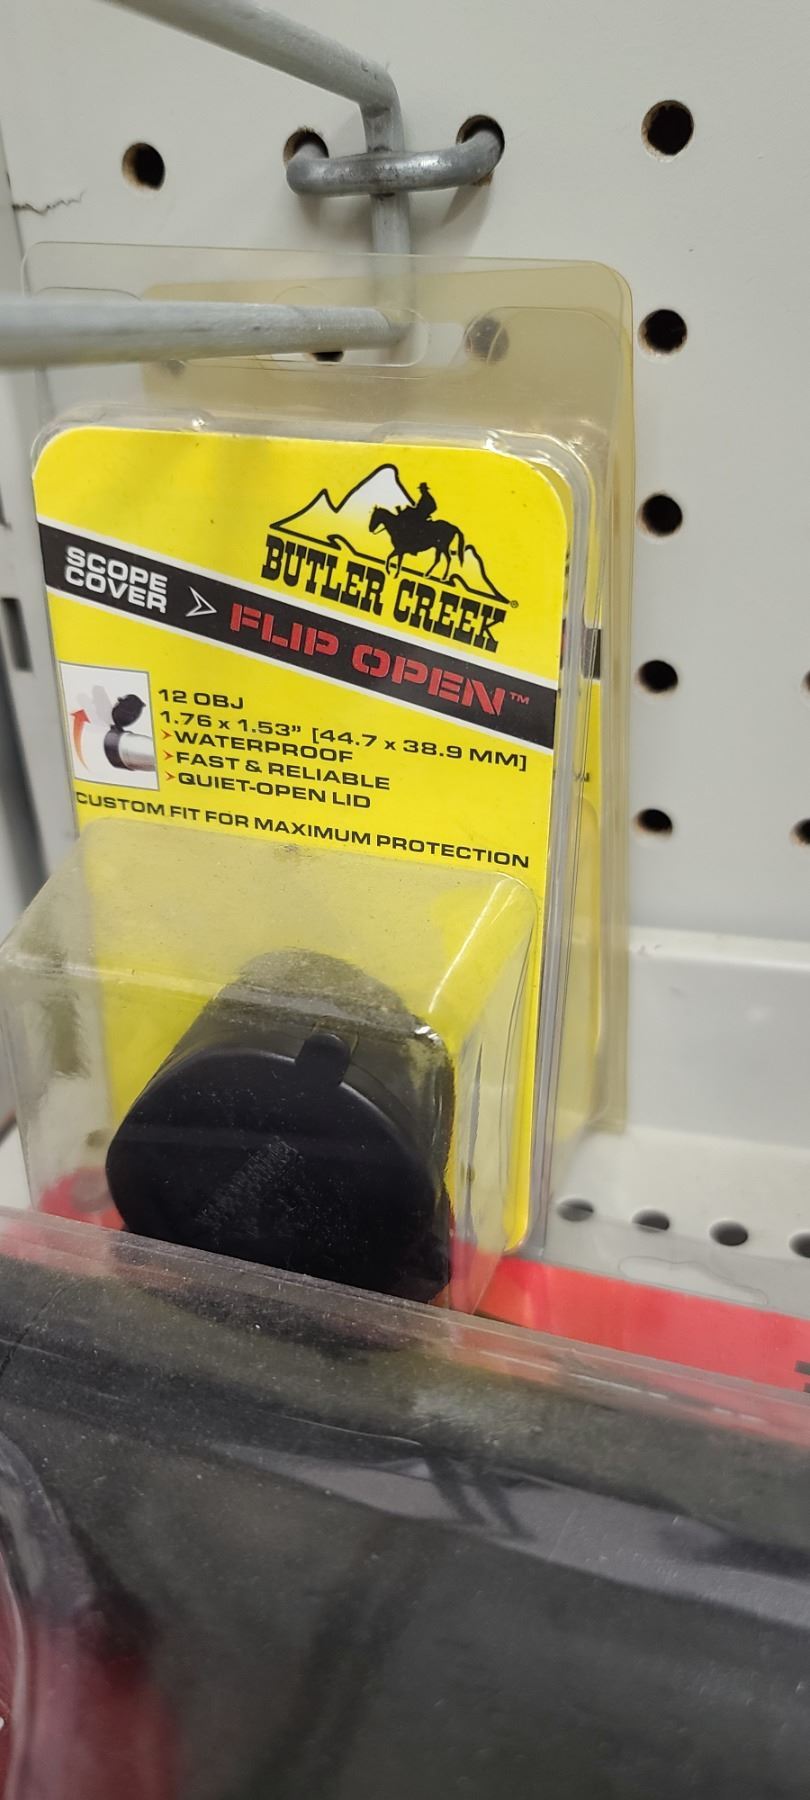 BUTLER CREEK®
SCOPE
COVER
FLIP OPEN™
12 OBJ
1.76 x 1.53" [44.7 x 38.9 MM]
WATERPROOF
FAST & RELIABLE
QUIET-OPEN LID
CUSTOM FIT FOR MAXIMUM PROTECTION